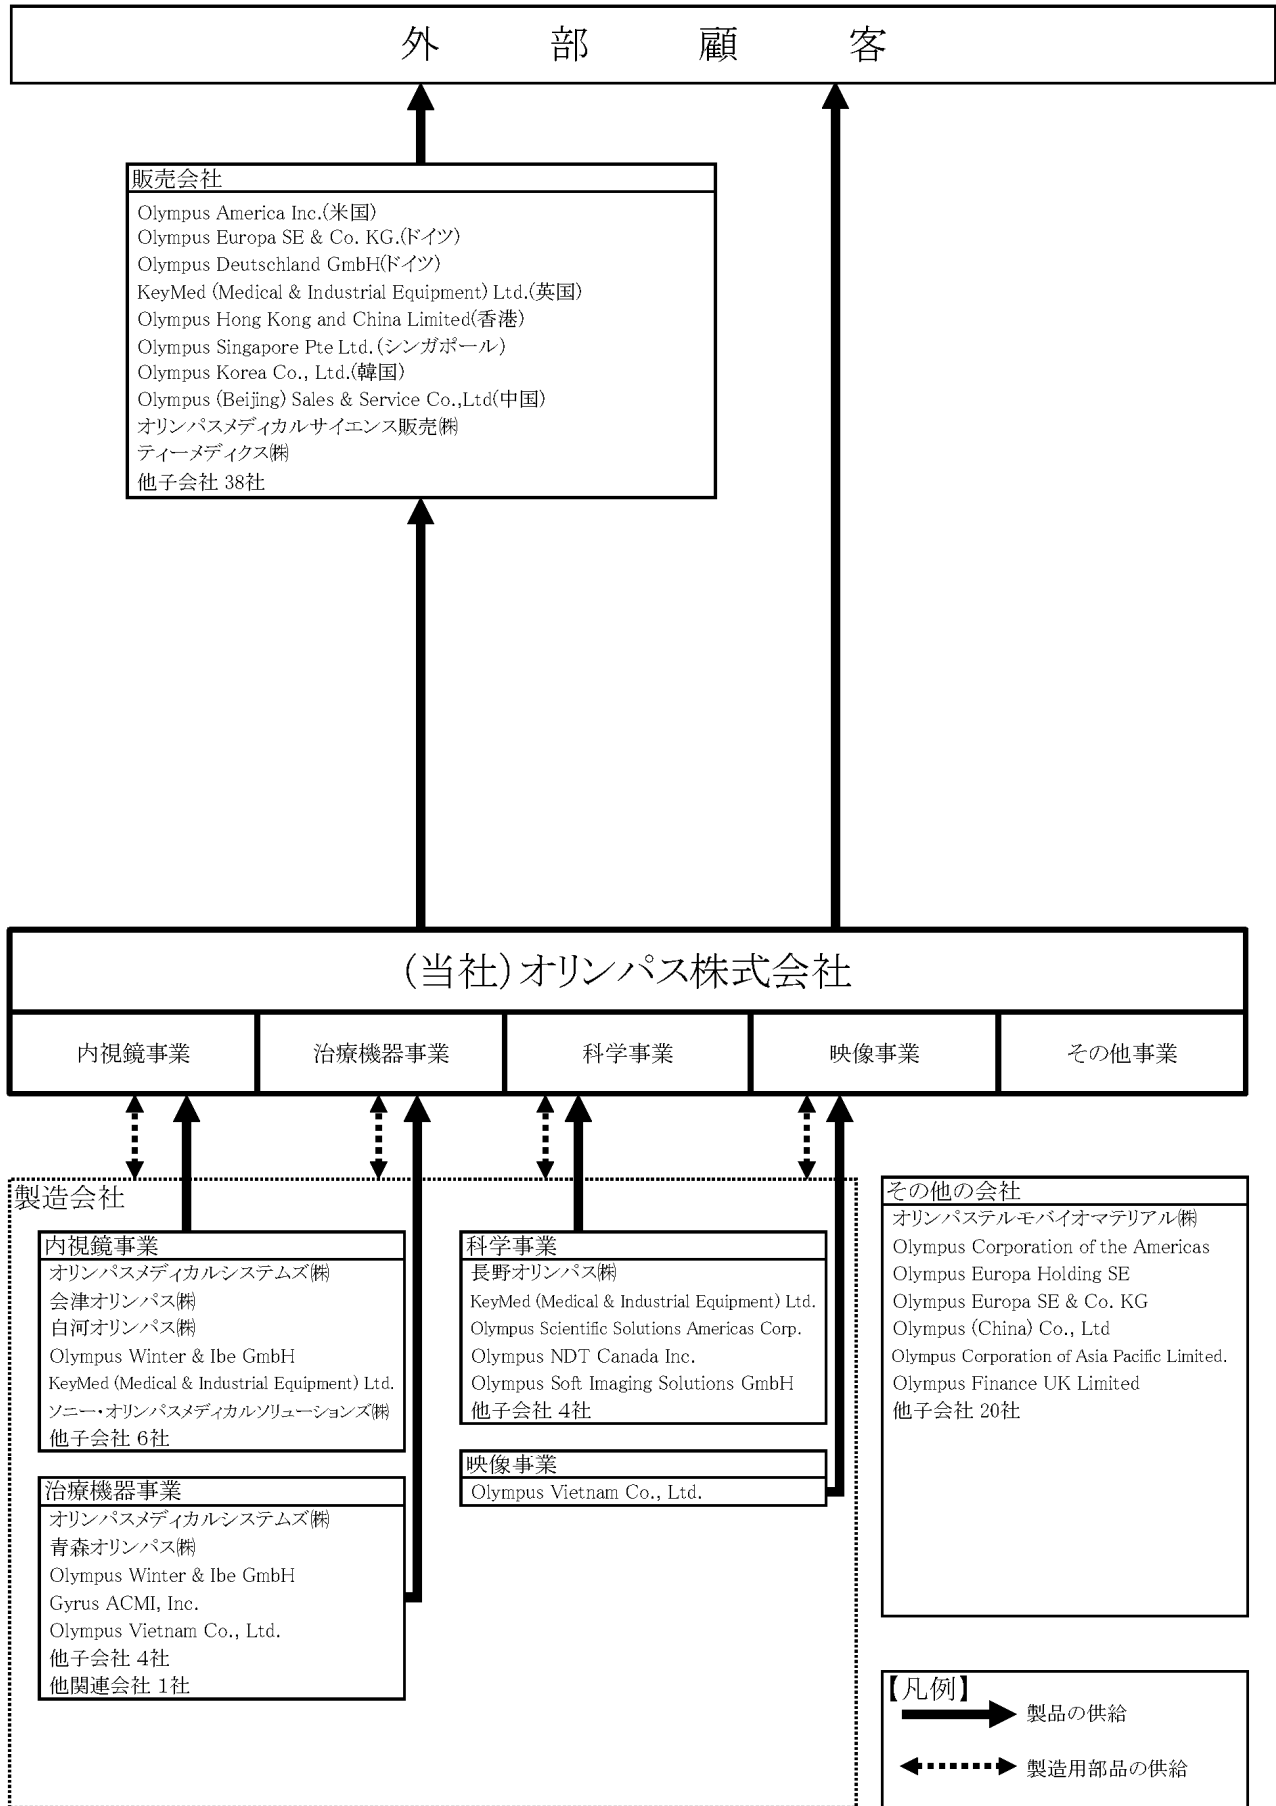 外部顧客
販売会社
Olympus America Inc.(米国)
Olympus Europa SE & Co. KG.(ドイツ)
Olympus Deutschland GmbH(ドイツ)
KeyMed (Medical & Industrial Equipment) Ltd.(英国)
Olympus Hong Kong and China Limited(香港)
Olympus Singapore Pte Ltd.(シンガポール)
Olympus Korea Co., Ltd.(韓国)
Olympus (Beijing) Sales & Service Co.,Ltd(中国)
オリンパスメディカルサイエンス販売㈱
ティーメディクス㈱
他子会社 38社
(当社)オリンパス株式会社
内視鏡事業
治療機器事業
科学事業
映像事業
その他事業
製造会社
内視鏡事業
オリンパスメディカルシステムズ㈱
会津オリンパス㈱
白河オリンパス㈱
Olympus Winter & Ibe GmbH
KeyMed (Medical & Industrial Equipment) Ltd.
ソニー・オリンパスメディカルソリューションズ㈱
他子会社 6社
治療機器事業
オリンパスメディカルシステムズ㈱
青森オリンパス㈱
Olympus Winter & Ibe GmbH
Gyrus ACMI, Inc.
Olympus Vietnam Co., Ltd.
他子会社 4社
他関連会社 1社
科学事業
長野オリンパス㈱
KeyMed (Medical & Industrial Equipment) Ltd.
Olympus Scientific Solutions Americas Corp.
Olympus NDT Canada Inc.
Olympus Soft Imaging Solutions GmbH
他子会社 4社
映像事業
Olympus Vietnam Co., Ltd.
その他の会社
オリンパステルモバイオマテリアル㈱
Olympus Corporation of the Americas
Olympus Europa Holding SE
Olympus Europa SE & Co. KG
Olympus (China) Co., Ltd
Olympus Corporation of Asia Pacific Limited.
Olympus Finance UK Limited
他子会社 20社
【凡例】
製品の供給
製造用部品の供給